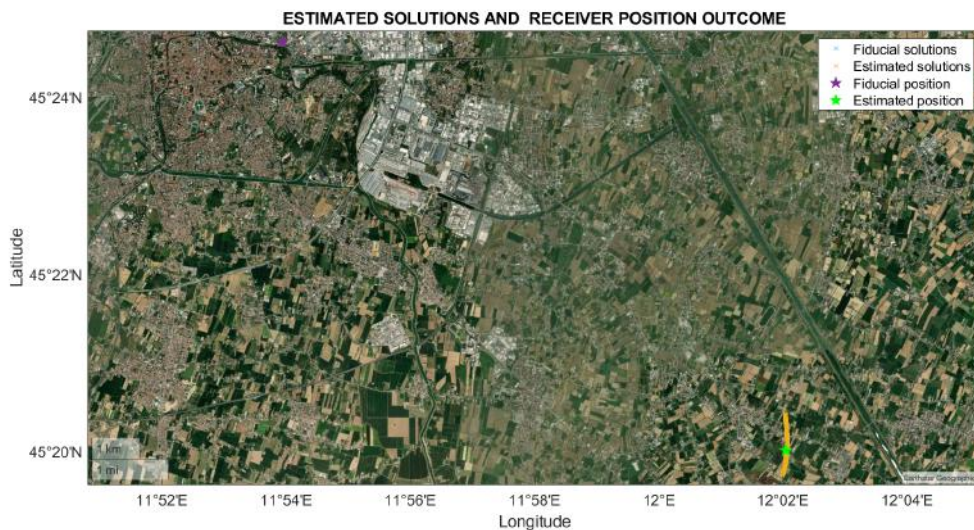 ESTIMATED SOLUTIONS AND  RECEIVER POSITION OUTCOME
Fiducial solutions
Estimated solutions
Fiducial position
Estimated position
45°24'N
45°22'N
45°20'N
Latitude
1 km
1 mi
Earthstar Geographics
11°52'E
11°54'E
11°56'E
11°58'E
12°E
12°02'E
12°04'E
Longitude